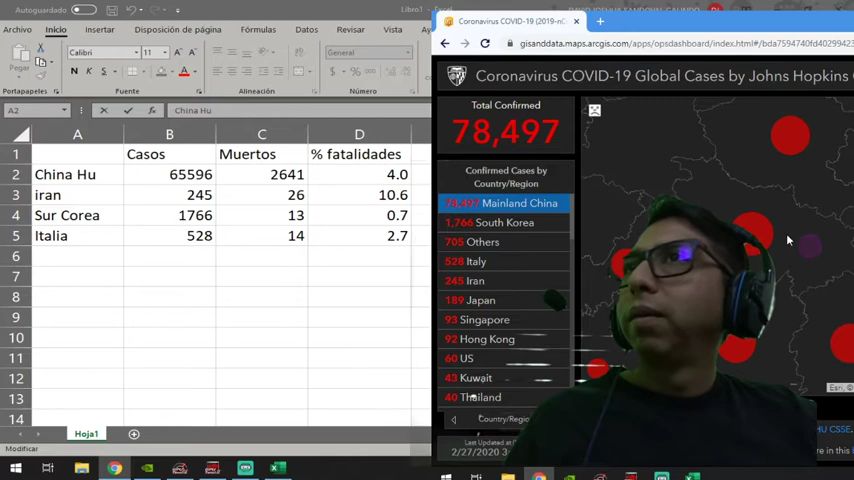 Autoguardado
Libro1
Archivo Inicio Insertar Disposición de página Fórmulas Datos Revisar Vista
Pegar
Calibri 11
General
N K S
Portapapeles Fuente Alineación Número
A2 China Hu
A B C D
1 Casos Muertos % fatalidades
2 China Hu 65596 2641 4.0
3 iran 245 26 10.6
4 Sur Corea 1766 13 0.7
5 Italia 528 14 2.7
6
7
8
9
10
11
12
13
14
Hoja1
Modificar
Coronavirus COVID-19 (2019-nC
gisanddata.maps.arcgis.com/apps/opsdashboard/index.html#/bda7594740fd40299423
Coronavirus COVID-19 Global Cases by Johns Hopkins
Total Confirmed
78,497
Confirmed Cases by
Country/Region
78,497 Mainland China
1,766 South Korea
705 Others
528 Italy
245 Iran
189 Japan
93 Singapore
92 Hong Kong
60 US
43 Kuwait
40 Thailand
Country/Regio
Last Updated at
2/27/2020
Esri,
HU CSSE.